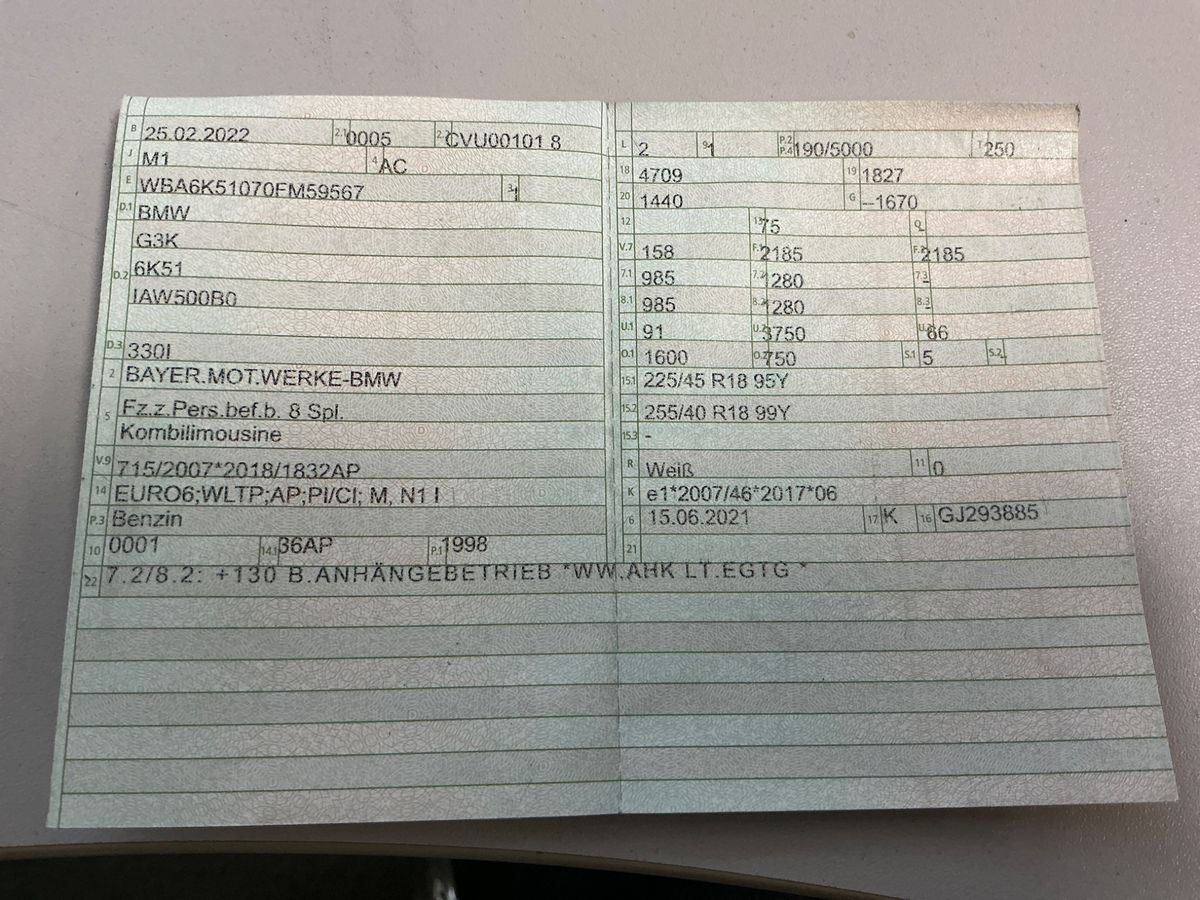 B 25.02.2022 2.1 0005 2.2 CVU00101 8
J M1 4 AC
E WBA6K51070FM59567 3
D.1 BMW
G3K
D.2 6K51
IAW500B0
D.3 330I
2 BAYER.MOT.WERKE-BMW
5 Fz.z.Pers.bef.b. 8 Spl.
Kombilimousine
V.9 715/2007*2018/1832AP
14 EURO6;WLTP;AP;PI/CI; M, N1 I
P.3 Benzin
10 0001 14.1 36AP P.1 1998
L 2 9 1 P.2 P.4 190/5000 T 250
18 4709 19 1827
20 1440 G --1670
12 13 75 Q -
V.7 158 F.1 2185 F.2 2185
7.1 985 7.2 1280 7.3 -
8.1 985 8.2 1280 8.3 -
U.1 91 U.2 3750 U.3 66
O.1 1600 O.2 750 S.1 5 S.2 -
15.1 225/45 R18 95Y
15.2 255/40 R18 99Y
15.3 -
R Weiß 11 0
K e1*2007/46*2017*06
6 15.06.2021 17 K 16 GJ293885
21
22 7.2/8.2: +130 B.ANHÄNGEBETRIEB *WW.AHK LT.EGTG *